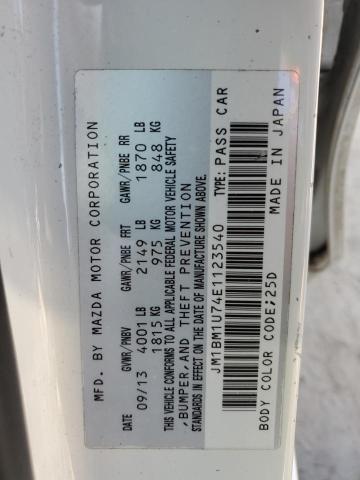 MFD. BY MAZDA MOTOR CORPORATION
DATE GVWR/PNBV GAWR/PNBE FRT GAWR/PNBE RR
09/13 4001 LB 2149 LB 1870 LB
1815 KG 975 KG 848 KG
THIS VEHICLE CONFORMS TO ALL APPLICABLE FEDERAL MOTOR VEHICLE SAFETY
,BUMPER,AND THEFT PREVENTION
STANDARDS IN EFFECT ON THE DATE OF MANUFACTURE SHOWN ABOVE.
JM1BM1U74E1123540 TYPE: PASS CAR
BODY COLOR CODE:25D MADE IN JAPAN